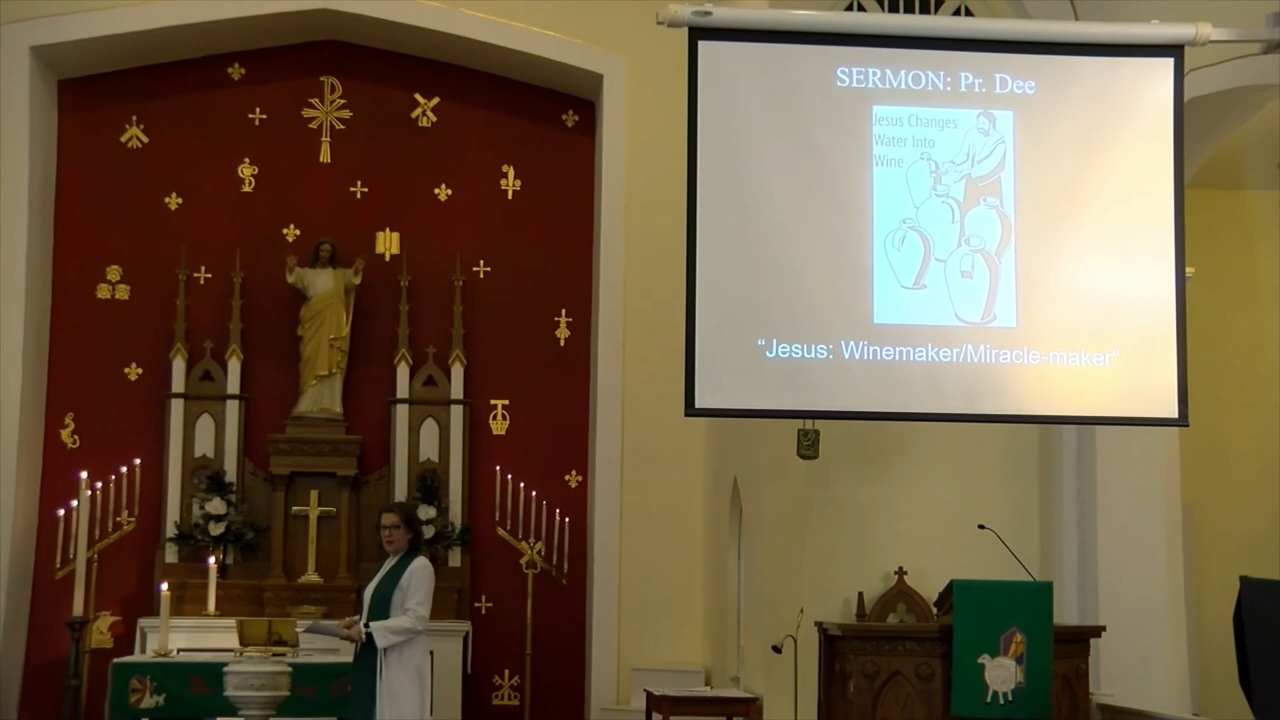 SERMON: Pr. Dee
Jesus Changes
Water Into
Wine
“Jesus: Winemaker/Miracle-maker”